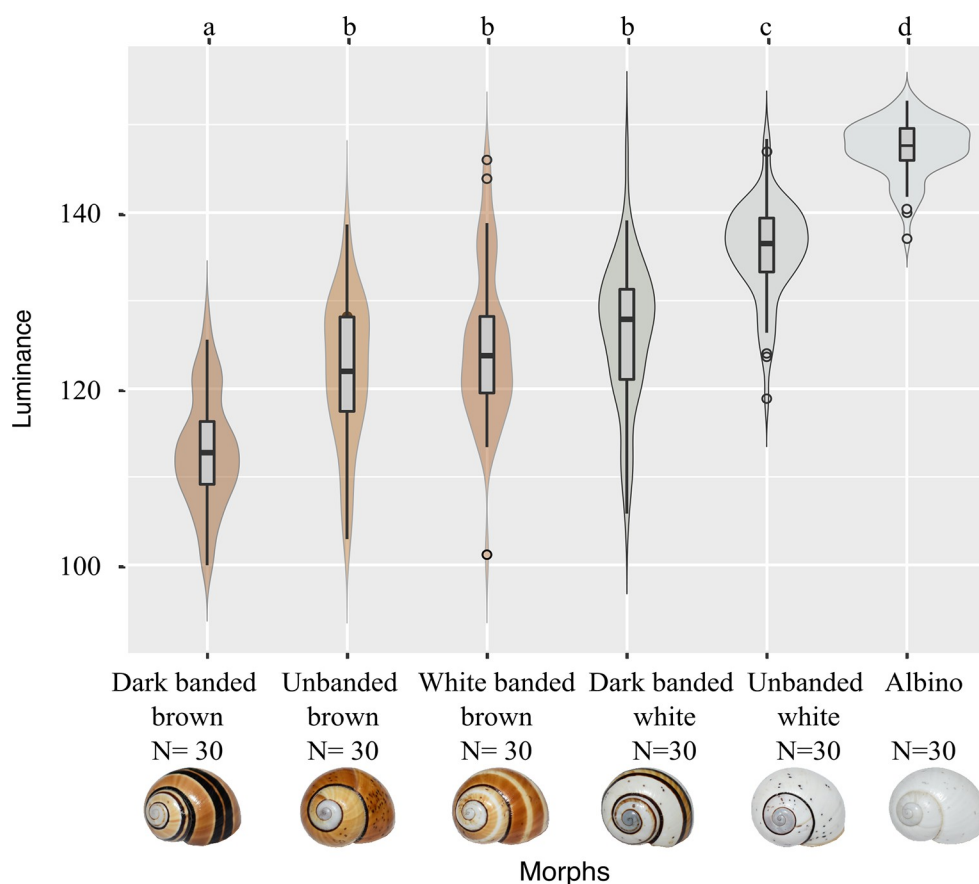 a b b b c d
Luminance
140
120
100
Dark banded Unbanded White banded Dark banded Unbanded Albino
brown brown brown white white
N= 30 N= 30 N= 30 N=30 N=30 N=30
Morphs